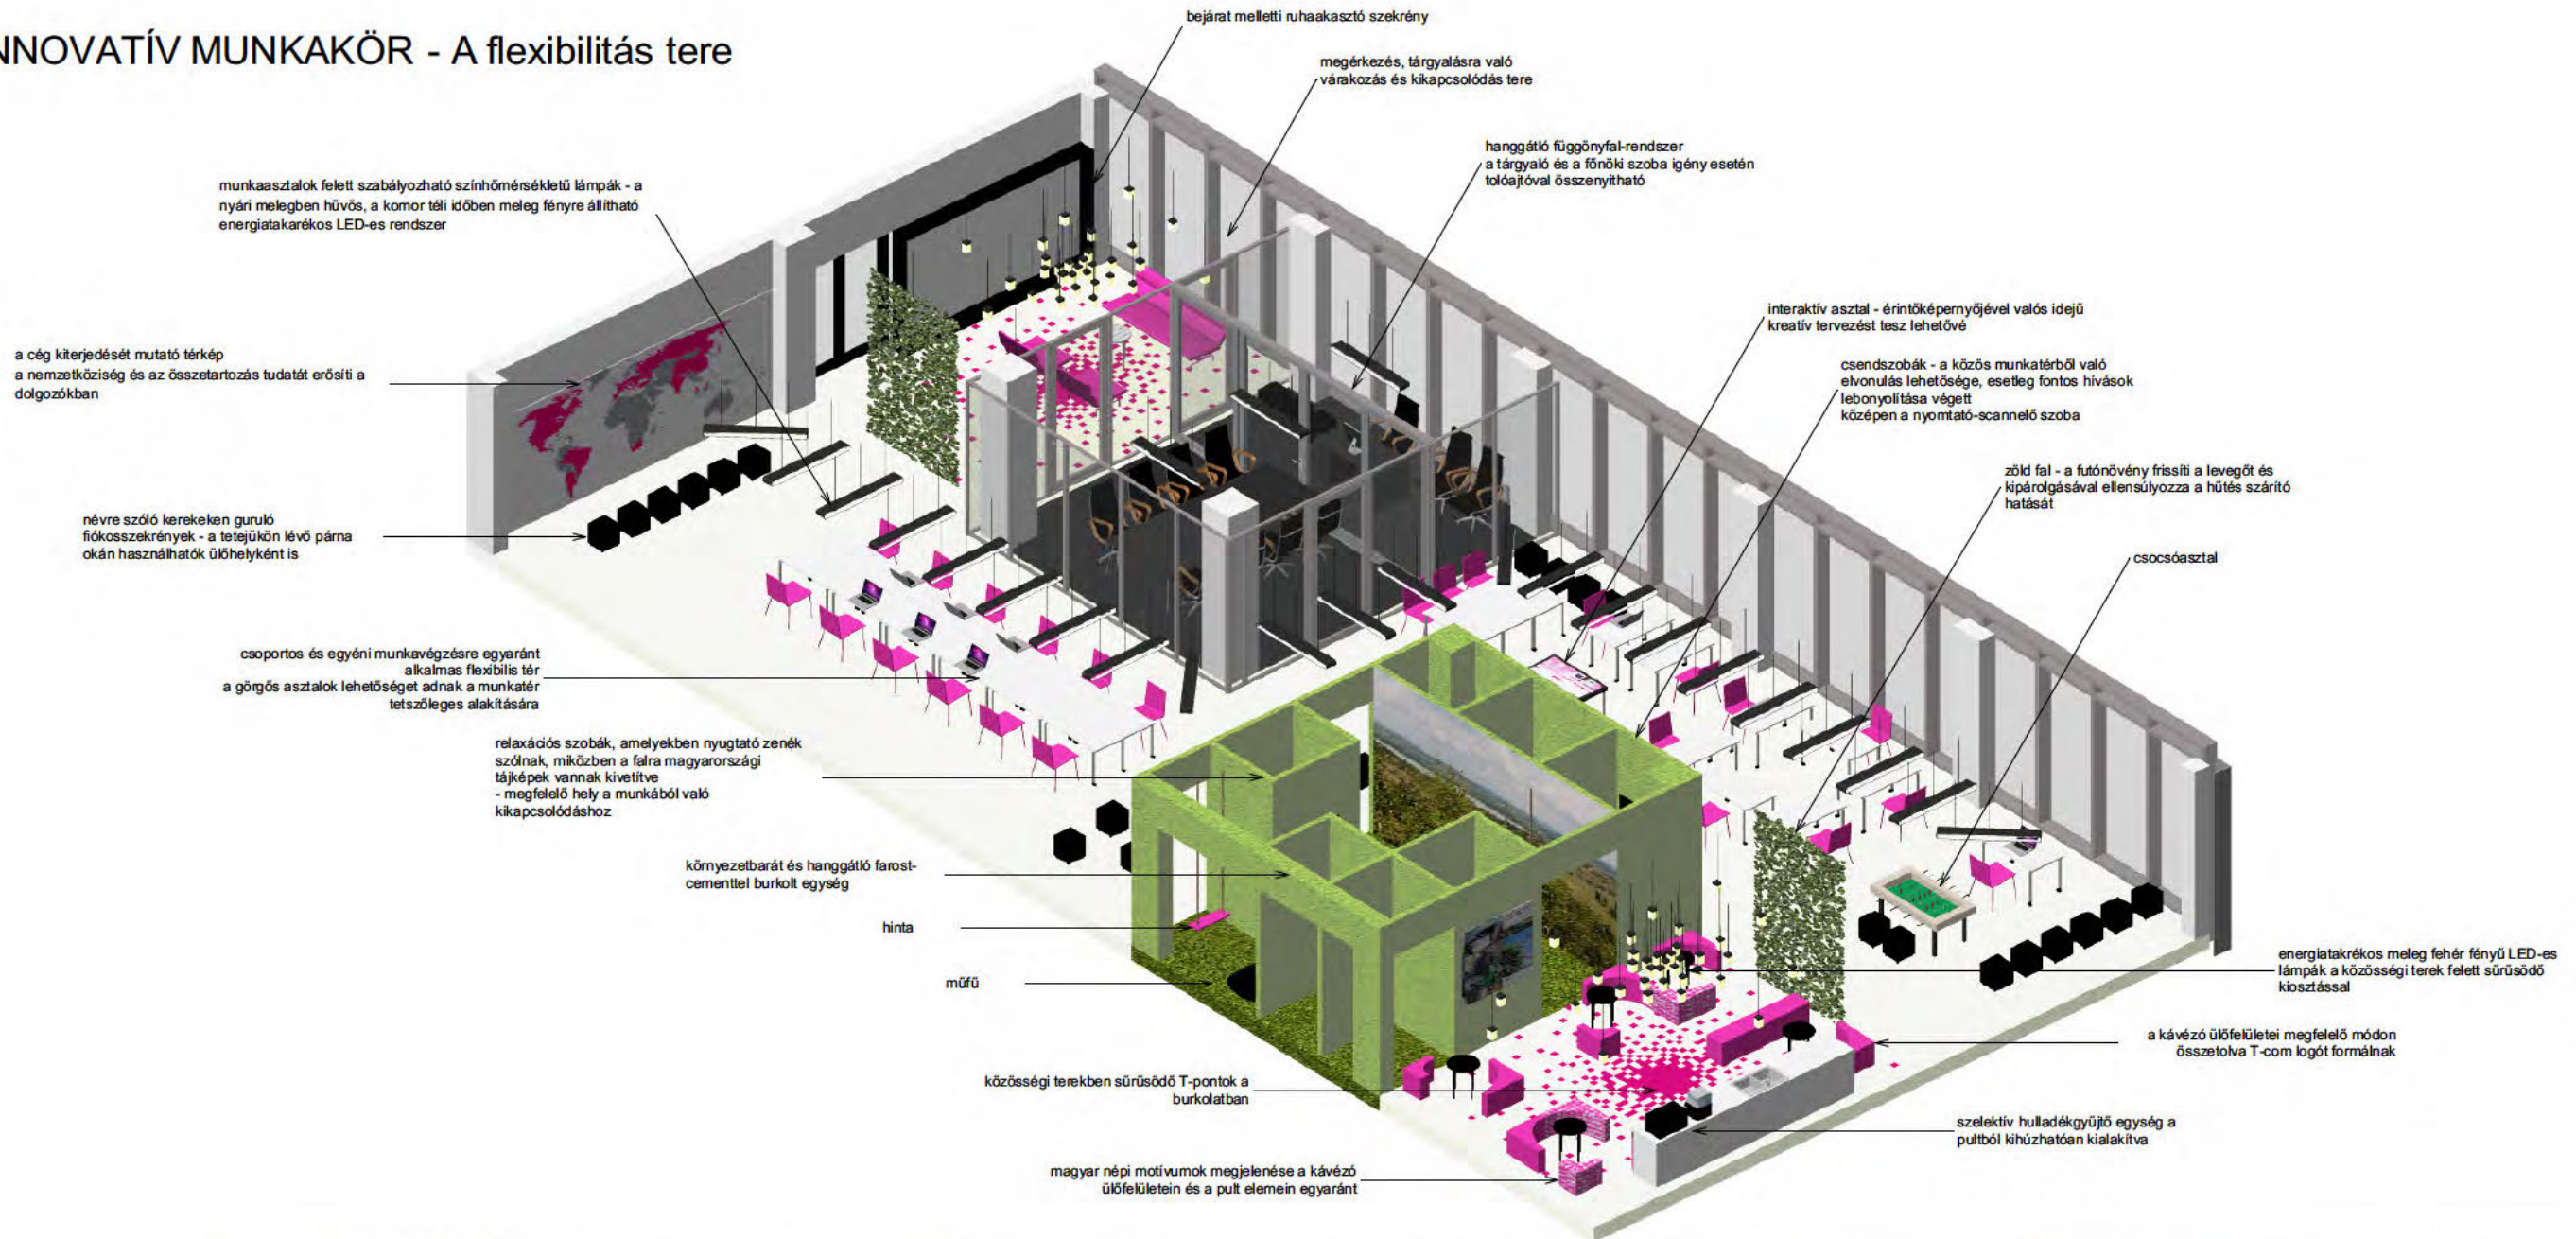 NNOVATÍV MUNKAKÖR - A flexibilitás tere
bejárat melletti ruhaakasztó szekrény
megérkezés, tárgyalásra való
várakozás és kikapcsolódás tere
hanggátló függönyfal-rendszer
a tárgyaló és a főnöki szoba igény esetén
tolóajtóval összenyitható
munkaasztalok felett szabályozható színhőmérsékletű lámpák - a
nyári melegben hűvös, a komor téli időben meleg fényre állítható
energiatakarékos LED-es rendszer
interaktív asztal - érintőképernyőjével valós idejű
kreatív tervezést tesz lehetővé
a cég kiterjedését mutató térkép
a nemzetköziség és az összetartozás tudatát erősíti a
dolgozókban
csendszobák - a közös munkatérből való
elvonulás lehetősége, esetleg fontos hívások
lebonyolítása végett
középen a nyomtató-scannelő szoba
zöld fal - a futónövény frissíti a levegőt és
kipárolgásával ellensúlyozza a hűtés szárító
hatását
névre szóló kerekeken guruló
fiókosszekrények - a tetejükön lévő párna
okán használhatók ülőhelyként is
csocsóasztal
csoportos és egyéni munkavégzésre egyaránt
alkalmas flexibilis tér
a görgős asztalok lehetőséget adnak a munkatér
tetszőleges alakítására
relaxációs szobák, amelyekben nyugtató zenék
szólnak, miközben a falra magyarországi
tájképek vannak kivetítve
- megfelelő hely a munkából való
kikapcsolódáshoz
környezetbarát és hanggátló farost-
cementtel burkolt egység
hinta
műfű
energiatakrékos meleg fehér fényű LED-es
lámpák a közösségi terek felett sűrűsödő
kiosztással
a kávézó ülőfelületei megfelelő módon
összetolva T-com logót formálnak
közösségi terekben sűrűsödő T-pontok a
burkolatban
szelektív hulladékgyűjtő egység a
pultból kihúzhatóan kialakítva
magyar népi motívumok megjelenése a kávézó
ülőfelületein és a pult elemein egyaránt